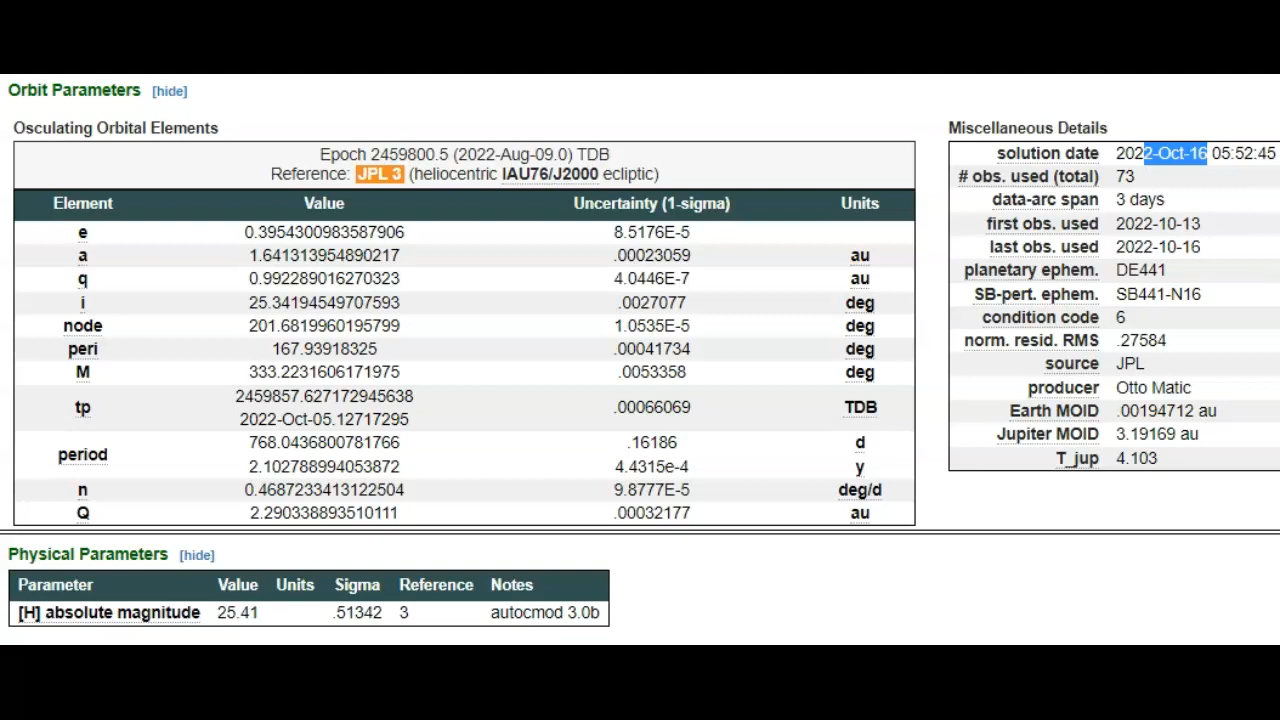 Orbit Parameters [hide]
Osculating Orbital Elements
Epoch 2459800.5 (2022-Aug-09.0) TDB
Reference: JPL 3 (heliocentric IAU76/J2000 ecliptic)
Element Value Uncertainty (1-sigma) Units
e 0.3954300983587906 8.5176E-5
a 1.641313954890217 .00023059 au
q 0.992289016270323 4.0446E-7 au
i 25.34194549707593 .0027077 deg
node 201.6819960195799 1.0535E-5 deg
peri 167.93918325 .00041734 deg
M 333.2231606171975 .0053358 deg
tp 2459857.627172945638 .00066069 TDB
2022-Oct-05.12717295
period 768.0436800781766 .16186 d
2.102788994053872 4.4315e-4 y
n 0.4687233413122504 9.8777E-5 deg/d
Q 2.290338893510111 .00032177 au
Miscellaneous Details
solution date 2022-Oct-16 05:52:45
# obs. used (total) 73
data-arc span 3 days
first obs. used 2022-10-13
last obs. used 2022-10-16
planetary ephem. DE441
SB-pert. ephem. SB441-N16
condition code 6
norm. resid. RMS .27584
source JPL
producer Otto Matic
Earth MOID .00194712 au
Jupiter MOID 3.19169 au
T_jup 4.103
Physical Parameters [hide]
Parameter Value Units Sigma Reference Notes
[H] absolute magnitude 25.41 .51342 3 autocmod 3.0b